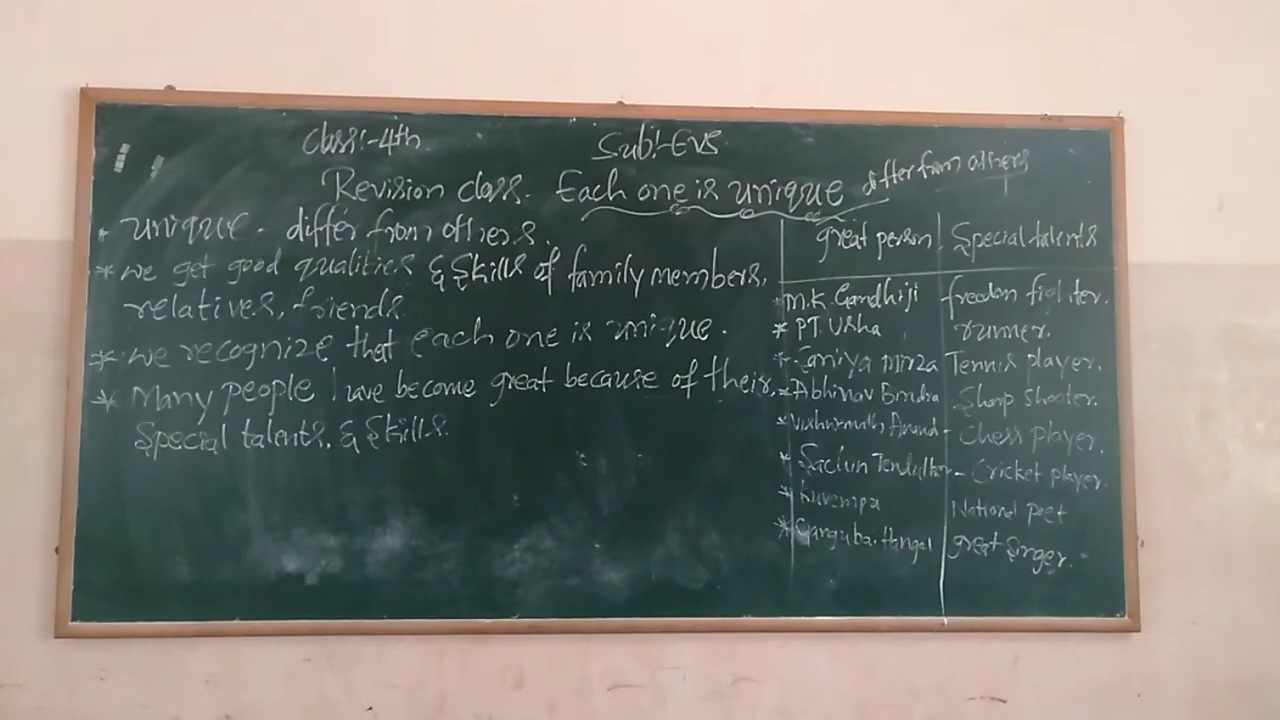 Class:-4th Sub:-Evs
Revision class. Each one is unique differ from others
* unique - differ from others.
* we get good qualities & skills of family members,
relatives, friends.
* we recognize that each one is unique.
* Many people have become great because of their
special talents, & skills.
great person Special talents
* M.K. Gandhiji freedom fighter.
* PT Usha runner.
* Saniya mirza Tennis player.
* Abhinav Bindra Sharp shooter.
* Vishwanath Anand - Chess player.
* Sachin Tendulkar - Cricket player.
* Kuvempu National poet
* Gangubai Hangal great singer.